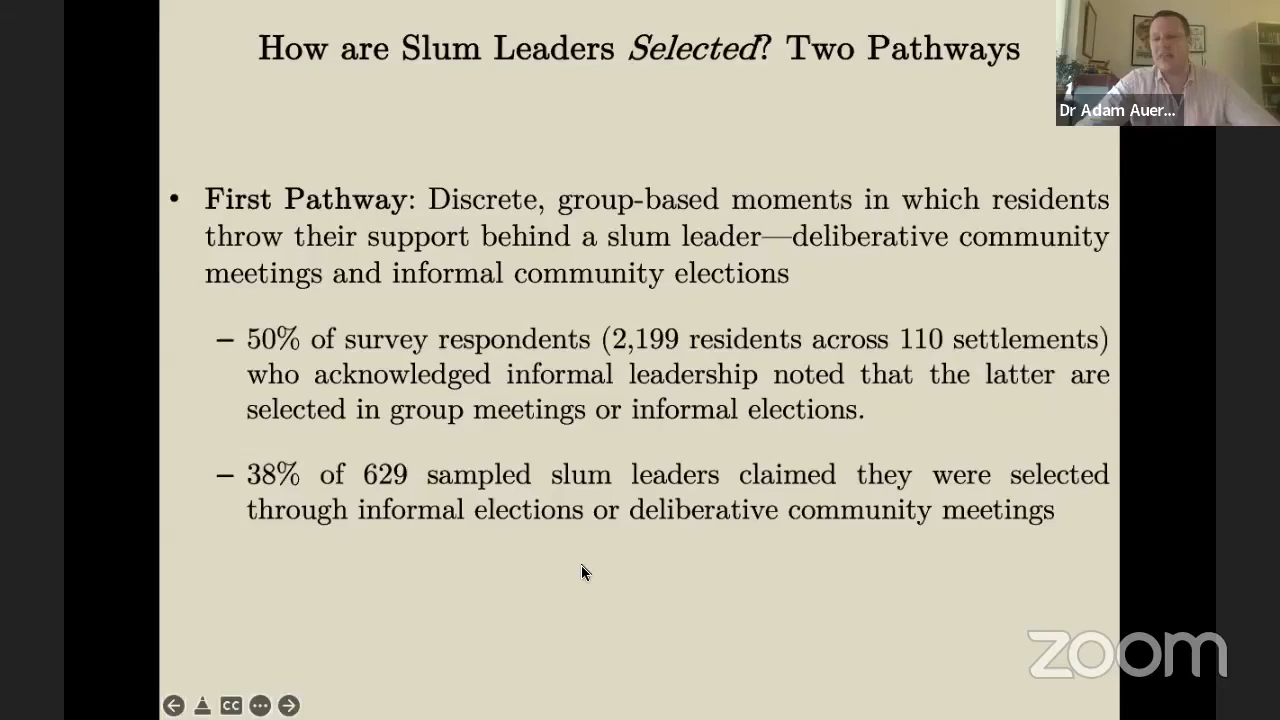 How are Slum Leaders Selected? Two Pathways
Dr Adam Auer...
• First Pathway: Discrete, group-based moments in which residents
throw their support behind a slum leader—deliberative community
meetings and informal community elections
– 50% of survey respondents (2,199 residents across 110 settlements)
who acknowledged informal leadership noted that the latter are
selected in group meetings or informal elections.
– 38% of 629 sampled slum leaders claimed they were selected
through informal elections or deliberative community meetings
zoom
CC